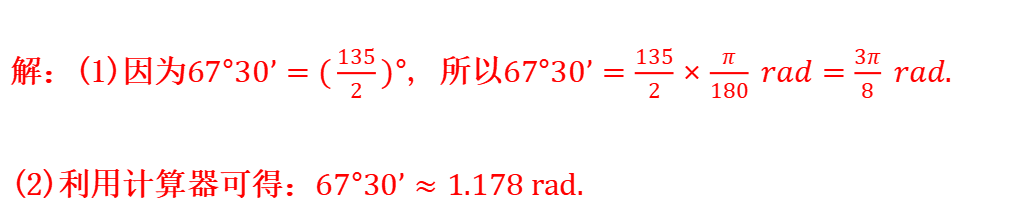 解：(1)因为67°30’ = (135/2)°, 所以67°30’ = 135/2 × π/180 rad = 3π/8 rad.
(2)利用计算器可得：67°30’ ≈ 1.178 rad.